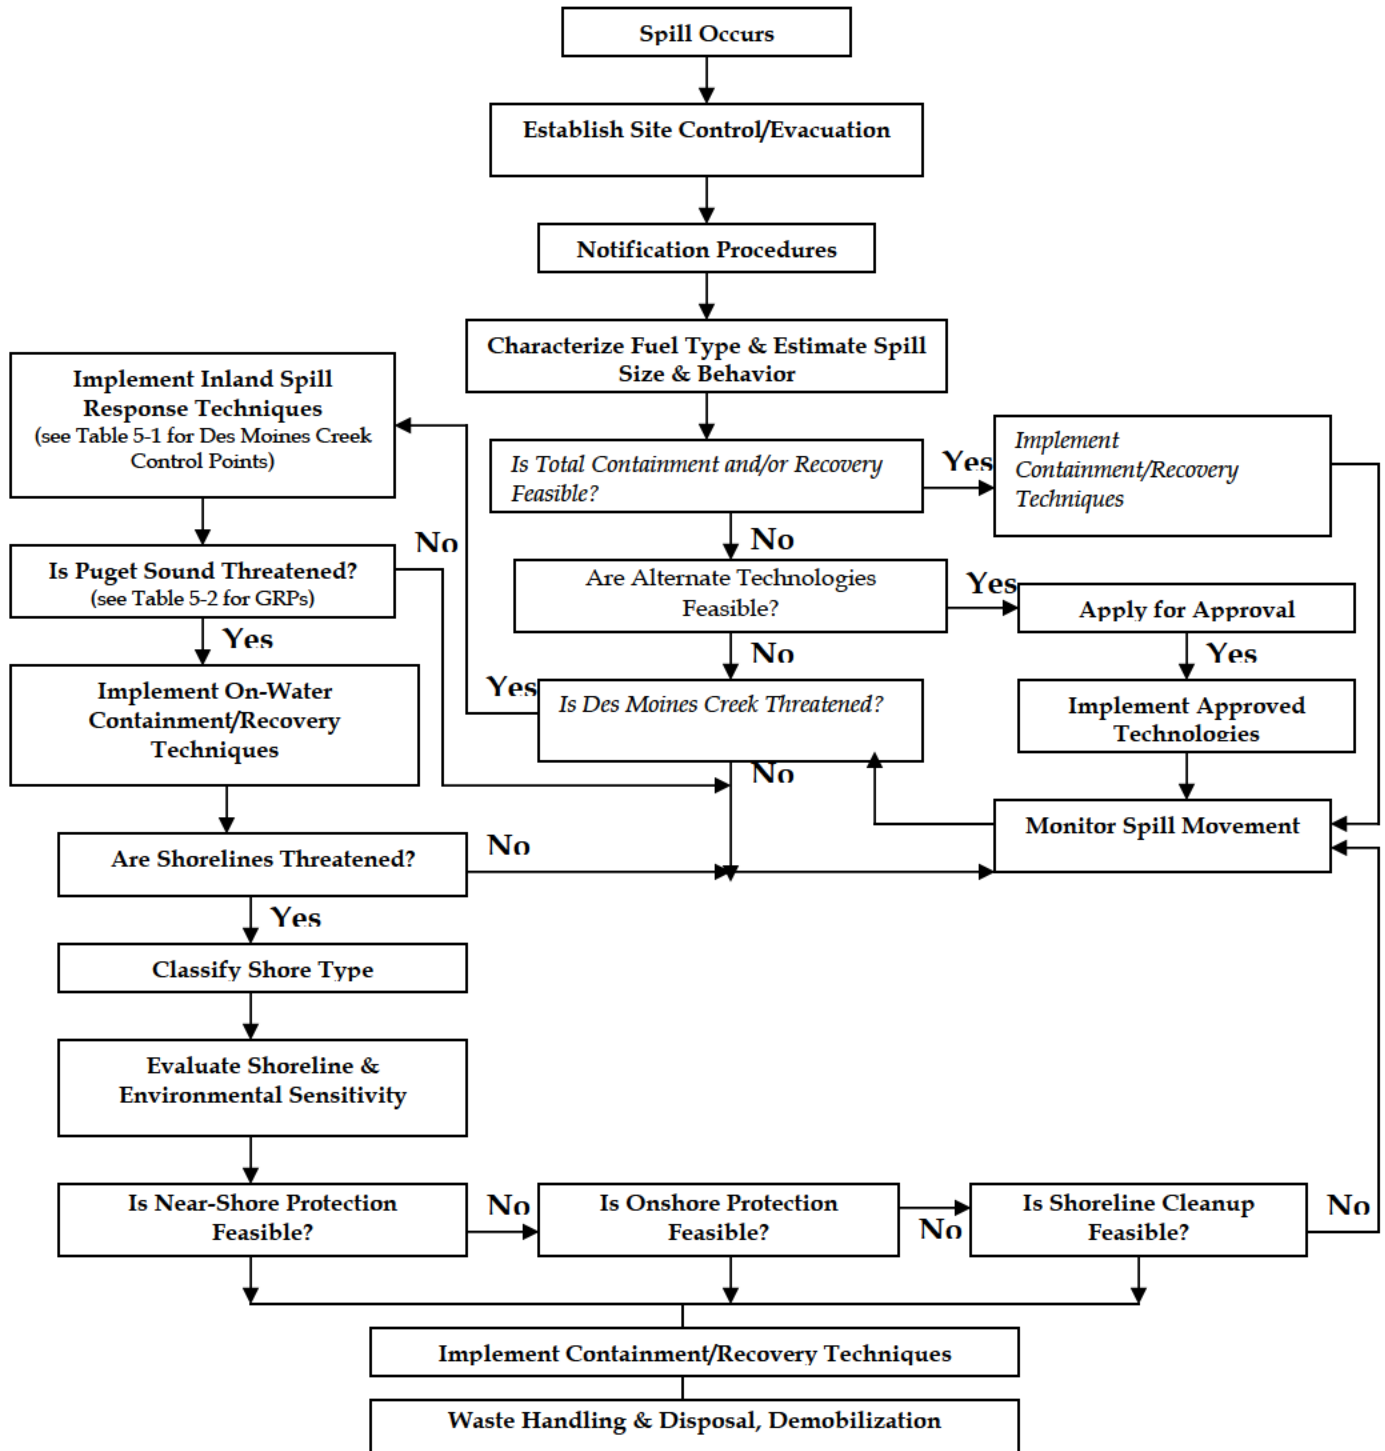 Spill Occurs
Establish Site Control/Evacuation
Notification Procedures
Characterize Fuel Type & Estimate Spill
Size & Behavior
Implement Inland Spill
Response Techniques
(see Table 5-1 for Des Moines Creek
Control Points)
Is Total Containment and/or Recovery
Feasible?
Yes
Implement
Containment/Recovery
Techniques
No
No
Is Puget Sound Threatened?
(see Table 5-2 for GRPs)
Are Alternate Technologies
Feasible?
Yes
Apply for Approval
Yes
No
Yes
Implement On-Water
Containment/Recovery
Techniques
Yes
Is Des Moines Creek Threatened?
Implement Approved
Technologies
No
Monitor Spill Movement
Are Shorelines Threatened?
No
Yes
Classify Shore Type
Evaluate Shoreline &
Environmental Sensitivity
Is Near-Shore Protection
Feasible?
No
Is Onshore Protection
Feasible?
No
Is Shoreline Cleanup
Feasible?
No
Implement Containment/Recovery Techniques
Waste Handling & Disposal, Demobilization